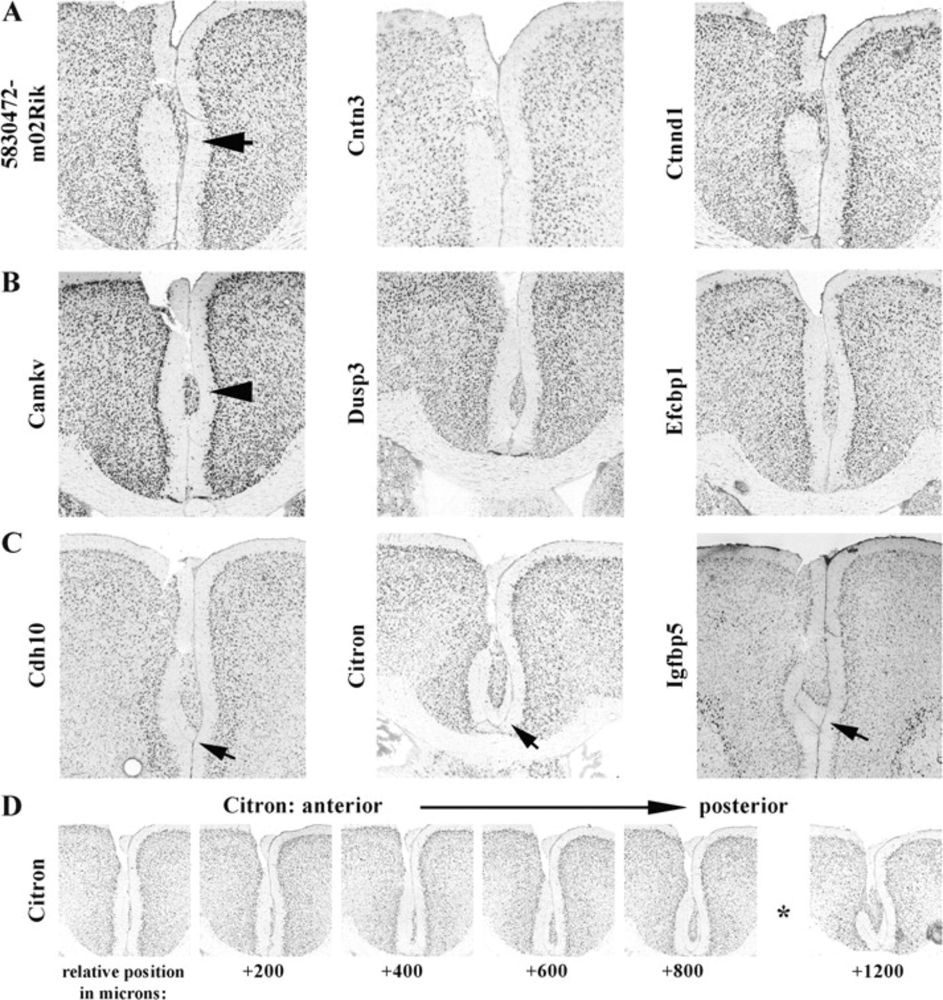 A
5830472-
m02Rik
Cntn3
Ctnnd1
B
Camkv
Dusp3
Efcbp1
C
Cdh10
Citron
Igfbp5
D
Citron: anterior
posterior
Citron
*
relative position
in microns:
+200
+400
+600
+800
+1200